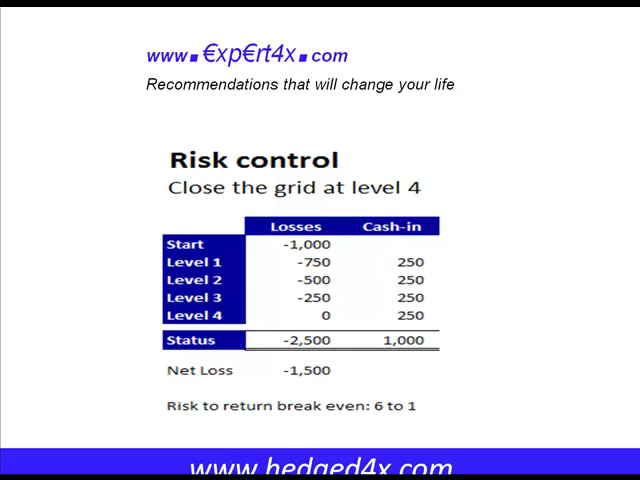 www.€xp€rt4x.com
Recommendations that will change your life
Risk control
Close the grid at level 4
Losses Cash-in
Start -1,000
Level 1 -750 250
Level 2 -500 250
Level 3 -250 250
Level 4 0 250
Status -2,500 1,000
Net Loss -1,500
Risk to return break even: 6 to 1
www.hedged4x.com